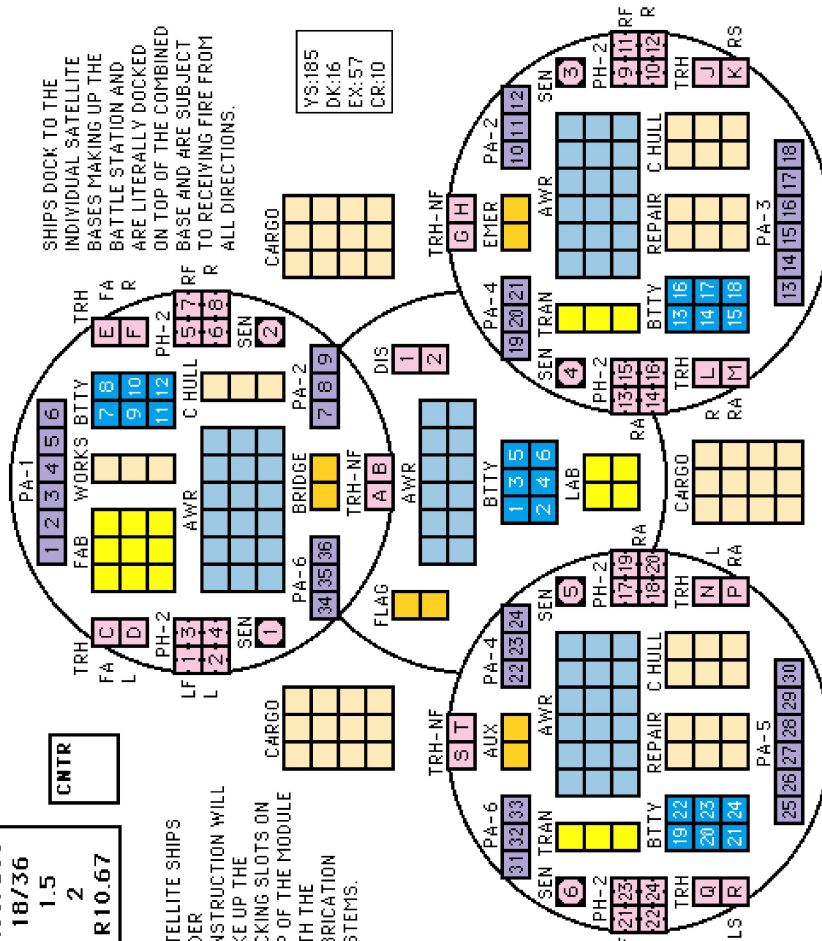 18/36
1.5
2
R10.67
CNTR
SHIPS DOCK TO THE
INDIVIDUAL SATELLITE
BASES MAKING UP THE
BATTLE STATION AND
ARE LITERALLY DOCKED
ON TOP OF THE COMBINED
BASE AND ARE SUBJECT
TO RECEIVING FIRE FROM
ALL DIRECTIONS.
YS:185
DK:16
EX:57
CR:10
TELLITE SHIPS
DER
NSTRUCTION WILL
KE UP THE
CKING SLOTS ON
P OF THE MODULE
TH THE
BRICATION
STEMS.
PA-1
1 2 3 4 5 6
FAB WORKS BTTY
7 8
9 10
11 12
TRH
FA C
L D
TRH
E FA
F R
PH-2
LF 1 3
L 2 4
PH-2
5 7 RF
6 8 R
SEN
1
SEN
2
AWR
C HULL
PA-6
34 35 36
BRIDGE
PA-2
7 8 9
TRH-NF
A B
CARGO
CARGO
FLAG
AWR
DIS
1
2
BTTY
1 3 5
2 4 6
LAB
CARGO
TRH-NF
S T
PA-6
31 32 33
AUX
PA-4
22 23 24
SEN
6
TRAN
AWR
SEN
5
PH-2
21 23
22 24
PH-2
17 19 RA
18 20
BTTY
19 22
20 23
21 24
REPAIR
C HULL
TRH
Q
LS R
TRH
N L
P RA
PA-5
25 26 27 28 29 30
TRH-NF
G H
PA-4
19 20 21
EMER
PA-2
10 11 12
SEN
4
TRAN
AWR
SEN
3
PH-2
13 15
RA 14 16
PH-2
9 11 RF
10 12 R
BTTY
13 16
14 17
15 18
REPAIR
C HULL
TRH
R L
RA M
TRH
J
K RS
PA-3
13 14 15 16 17 18